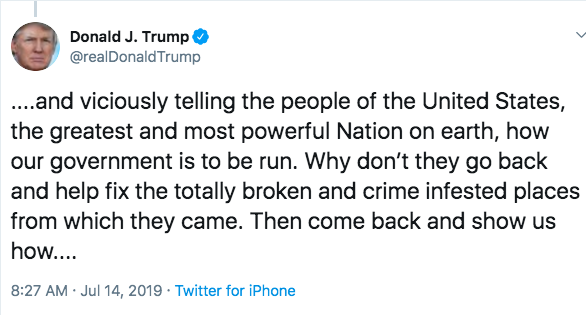 Donald J. Trump
@realDonaldTrump
....and viciously telling the people of the United States,
the greatest and most powerful Nation on earth, how
our government is to be run. Why don’t they go back
and help fix the totally broken and crime infested places
from which they came. Then come back and show us
how....
8:27 AM · Jul 14, 2019 · Twitter for iPhone